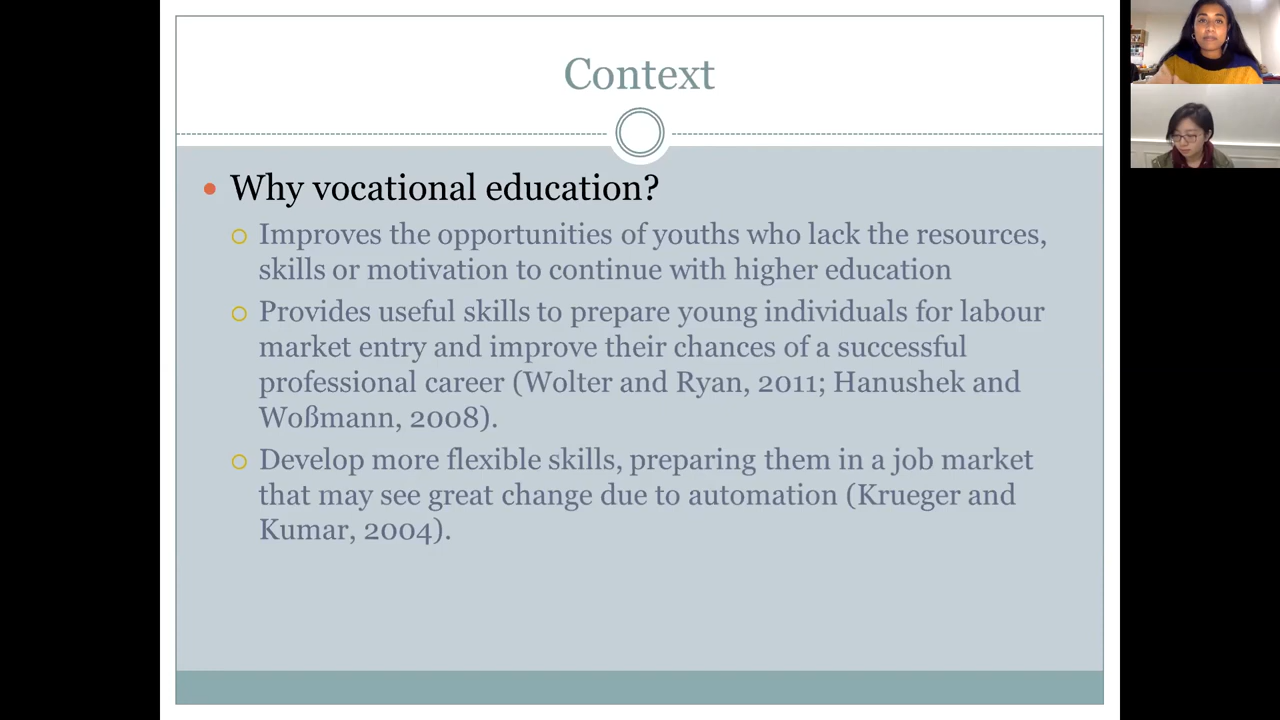 Context
Why vocational education?
Improves the opportunities of youths who lack the resources,
skills or motivation to continue with higher education
Provides useful skills to prepare young individuals for labour
market entry and improve their chances of a successful
professional career (Wolter and Ryan, 2011; Hanushek and
Woßmann, 2008).
Develop more flexible skills, preparing them in a job market
that may see great change due to automation (Krueger and
Kumar, 2004).